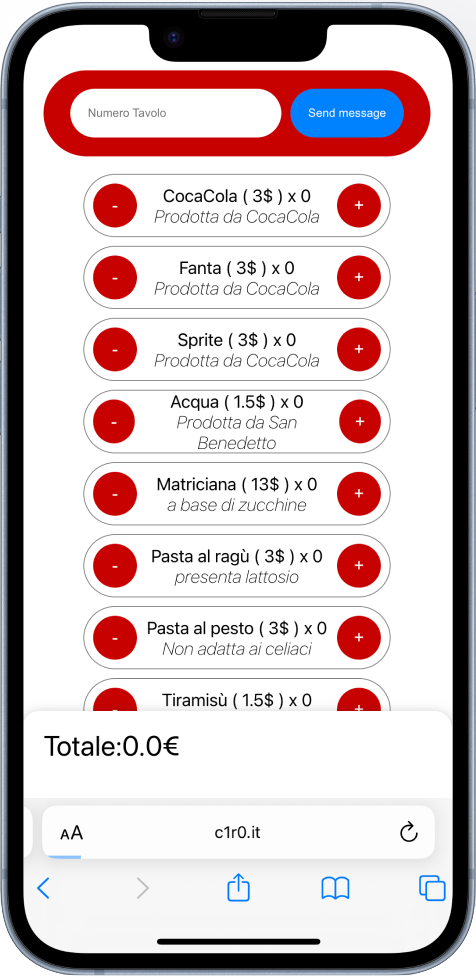 Numero Tavolo
Send message
-
CocaCola ( 3$ ) x 0
+
Prodotta da CocaCola
-
Fanta ( 3$ ) x 0
+
Prodotta da CocaCola
-
Sprite ( 3$ ) x 0
+
Prodotta da CocaCola
-
Acqua ( 1.5$ ) x 0
+
Prodotta da San
Benedetto
-
Matriciana ( 13$ ) x 0
+
a base di zucchine
-
Pasta al ragù ( 3$ ) x 0
+
presenta lattosio
-
Pasta al pesto ( 3$ ) x 0
+
Non adatta ai celiaci
-
Tiramisù ( 1.5$ ) x 0
+
Totale:0.0€
AA
c1r0.it